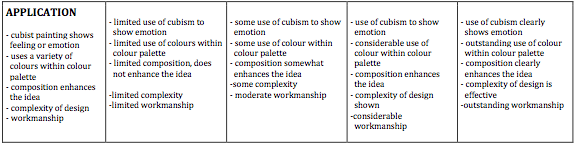 APPLICATION
- cubist painting shows
feeling or emotion
- uses a variety of
colours within colour
palette
- composition enhances
the idea
- complexity of design
- workmanship
- limited use of cubism to
show emotion
- limited use of colours within
colour palette
- limited composition, does
not enhance the idea
-limited complexity
-limited workmanship
- some use of cubism to show
emotion
- some use of colour within
colour palette
- composition somewhat
enhances the idea
-some complexity
- moderate workmanship
- use of cubism to show
emotion
- considerable use of
colour within colour
palette
- composition enhances
the idea
- complexity of design
shown
-considerable
workmanship
- use of cubism clearly
shows emotion
- outstanding use of colour
within colour palette
- composition clearly
enhances the idea
- complexity of design is
effective
-outstanding workmanship